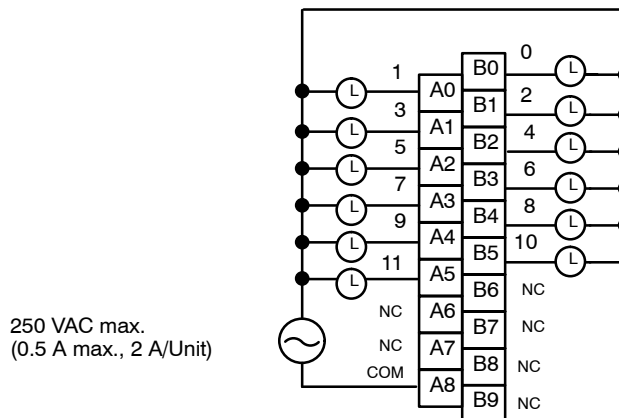 0
B0
L
1
L
A0
2
B1
L
3
L
A1
4
B2
L
5
L
A2
6
B3
L
7
L
A3
8
B4
L
9
L
A4
10
B5
L
11
L
A5
B6
NC
NC
A6
B7
NC
250 VAC max.
(0.5 A max., 2 A/Unit)
NC
A7
B8
NC
COM
A8
B9
NC